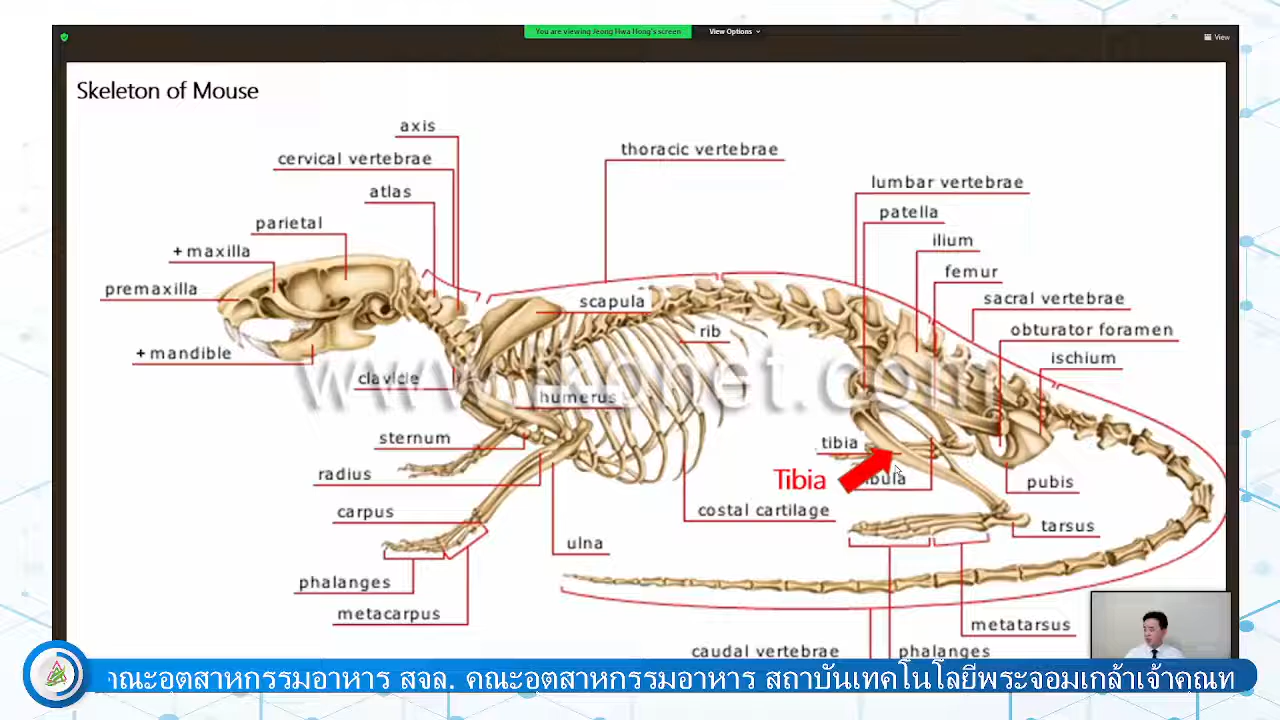 You are viewing Jeong Hwa Hong's screen
View Options
View
Skeleton of Mouse
axis
cervical vertebrae
thoracic vertebrae
atlas
lumbar vertebrae
parietal
patella
+ maxilla
ilium
premaxilla
femur
scapula
sacral vertebrae
rib
obturator foramen
+ mandible
ischium
clavicle
humerus
sternum
tibia
radius
Tibia
pubis
carpus
costal cartilage
tarsus
ulna
phalanges
metacarpus
metatarsus
caudal vertebrae
phalanges
คณะอุตสาหกรรมอาหาร สจล. คณะอุตสาหกรรมอาหาร สถาบันเทคโนโลยีพระจอมเกล้าเจ้าคุณท